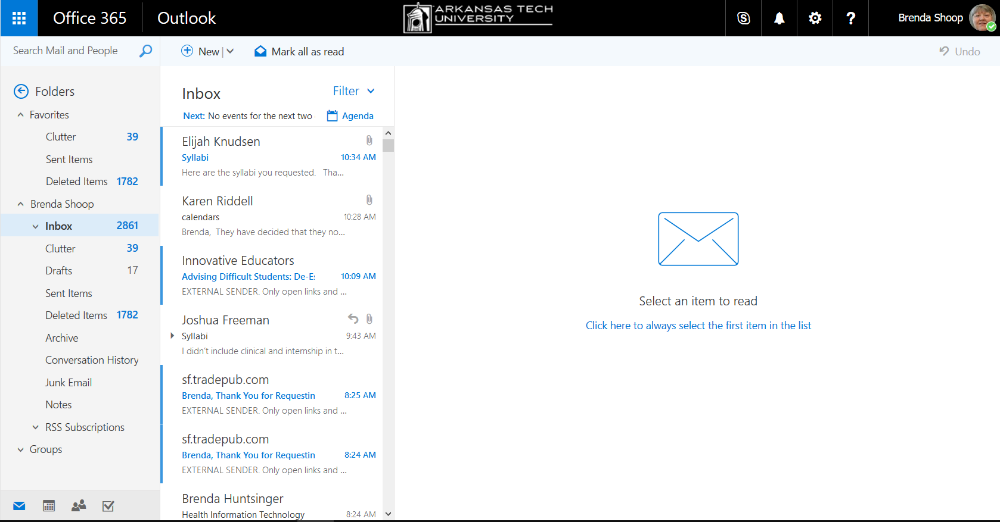 Office 365
Outlook
ARKANSAS TECH
UNIVERSITY
Brenda Shoop
Search Mail and People
New
Mark all as read
Undo
Folders
Favorites
Clutter 39
Sent Items
Deleted Items 1782
Brenda Shoop
Inbox 2861
Clutter 39
Drafts 17
Sent Items
Deleted Items 1782
Archive
Conversation History
Junk Email
Notes
RSS Subscriptions
Groups
Inbox
Filter
Next: No events for the next two
Agenda
Elijah Knudsen
Syllabi 10:34 AM
Here are the syllabi you requested. Tha...
Karen Riddell
calendars 10:28 AM
Brenda, They have decided that they no...
Innovative Educators
Advising Difficult Students: De-Es 10:09 AM
EXTERNAL SENDER. Only open links and ...
Joshua Freeman
Syllabi 9:43 AM
I didn't include clinical and internship in t...
sf.tradepub.com
Brenda, Thank You for Requestin 8:25 AM
EXTERNAL SENDER. Only open links and ...
sf.tradepub.com
Brenda, Thank You for Requestin 8:24 AM
EXTERNAL SENDER. Only open links and ...
Brenda Huntsinger
Health Information Technology 8:24 AM
Select an item to read
Click here to always select the first item in the list